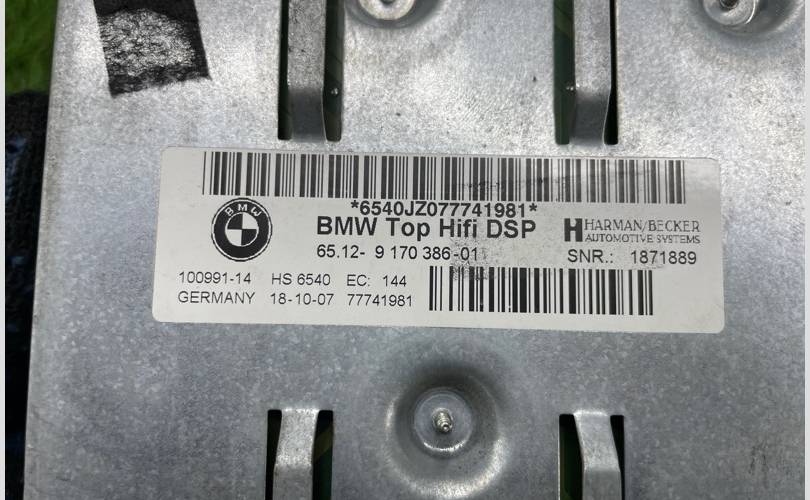 *6540JZ077741981*
BMW
BMW Top Hifi DSP
HARMAN/BECKER
AUTOMOTIVE SYSTEMS
65.12- 9 170 386-01
SNR.: 1871889
100991-14 HS 6540 EC: 144
GERMANY 18-10-07 77741981